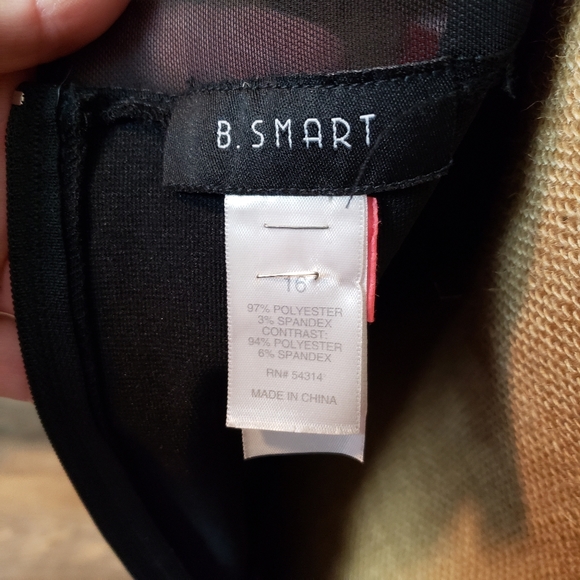 B. SMART
16
97% POLYESTER
3% SPANDEX
CONTRAST:
94% POLYESTER
6% SPANDEX
RN# 54314
MADE IN CHINA